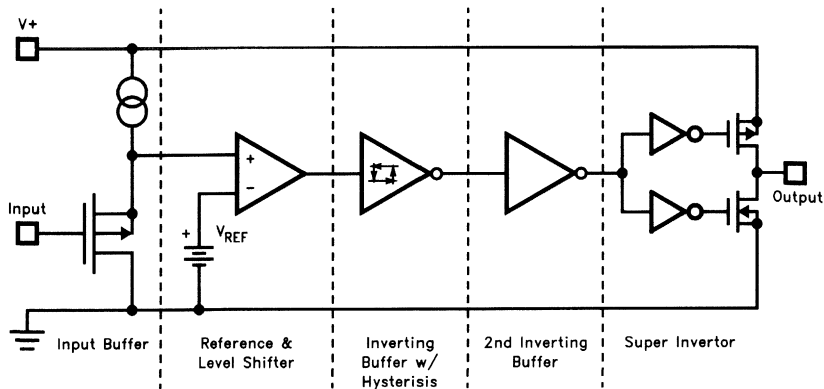 V+
Input
+
−
+
VREF
Output
Input Buffer
Reference &
Level Shifter
Inverting
Buffer w/
Hysterisis
2nd Inverting
Buffer
Super Invertor